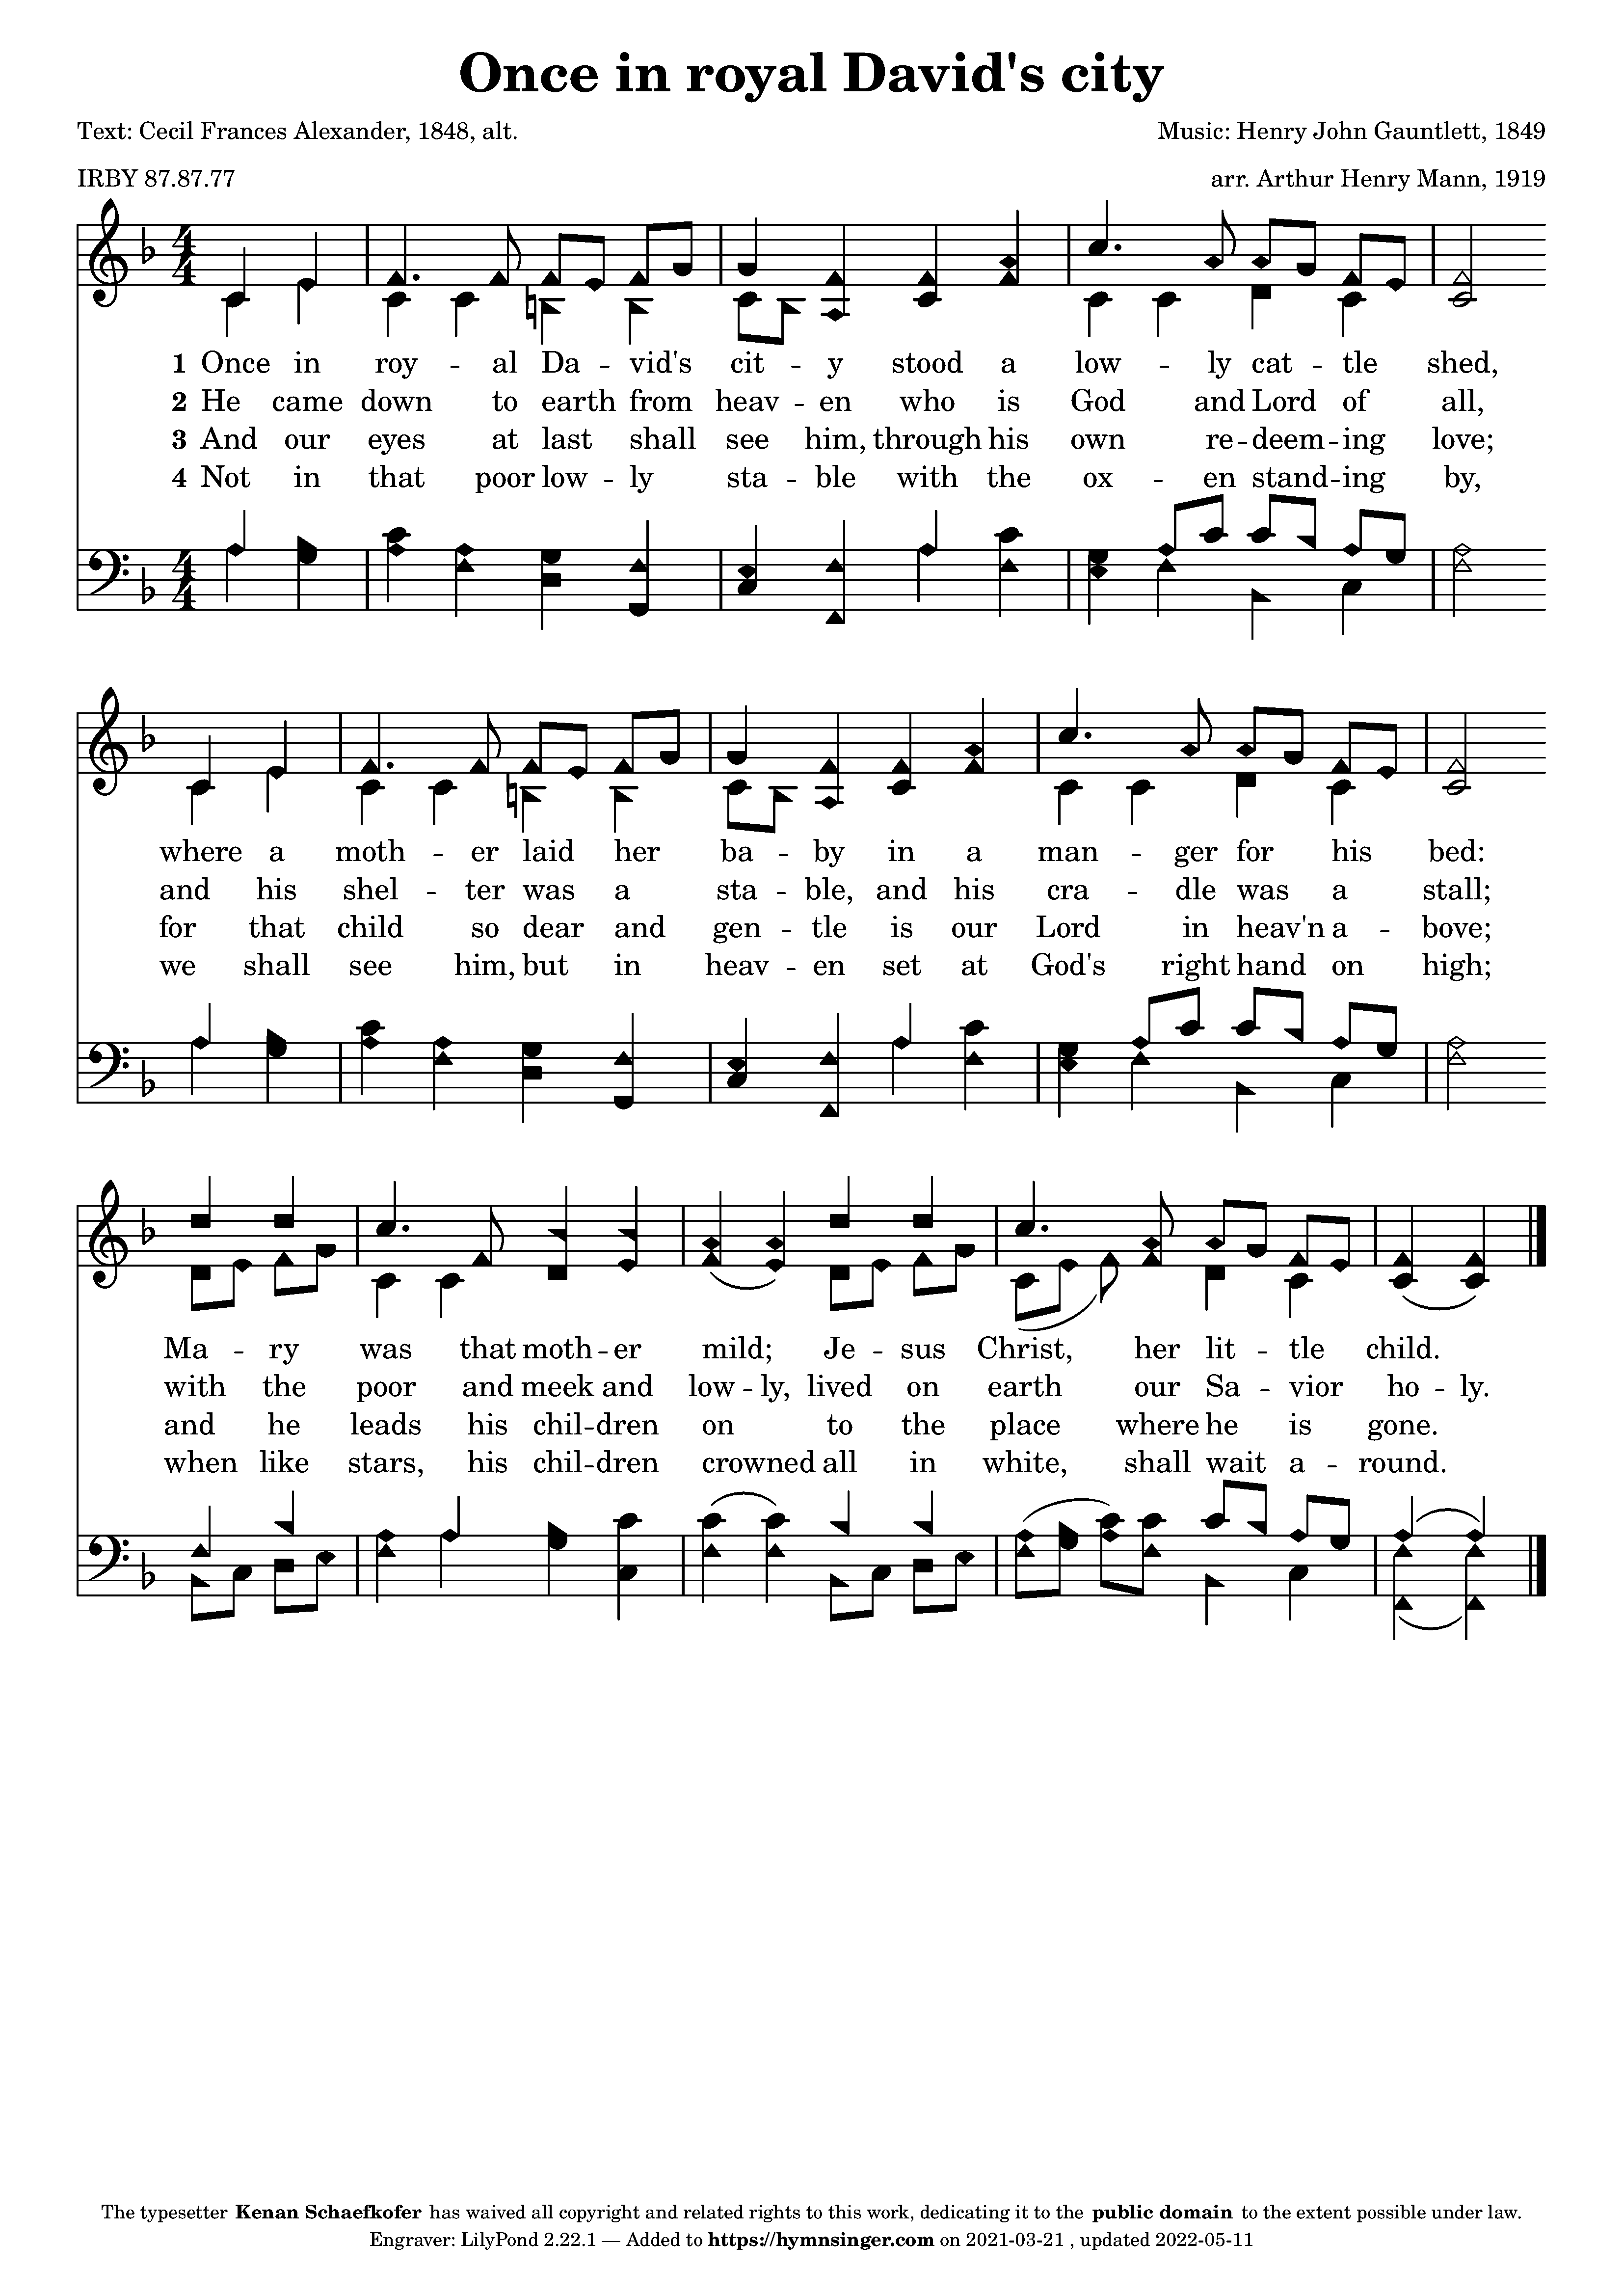 Once in royal David's city
Text: Cecil Frances Alexander, 1848, alt.
Music: Henry John Gauntlett, 1849
IRBY 87.87.77
arr. Arthur Henry Mann, 1919
4
4
1 Once in roy - al Da - vid's cit - y stood a low - ly cat - tle shed,
2 He came down to earth from heav - en who is God and Lord of all,
3 And our eyes at last shall see him, through his own re - deem - ing love;
4 Not in that poor low - ly sta - ble with the ox - en stand - ing by,
4
4
where a moth - er laid her ba - by in a man - ger for his bed:
and his shel - ter was a sta - ble, and his cra - dle was a stall;
for that child so dear and gen - tle is our Lord in heav'n a - bove;
we shall see him, but in heav - en set at God's right hand on high;
Ma - ry was that moth - er mild; Je - sus Christ, her lit - tle child.
with the poor and meek and low - ly, lived on earth our Sa - vior ho - ly.
and he leads his chil - dren on to the place where he is gone.
when like stars, his chil - dren crowned all in white, shall wait a - round.
The typesetter Kenan Schaefkofer has waived all copyright and related rights to this work, dedicating it to the public domain to the extent possible under law.
Engraver: LilyPond 2.22.1 — Added to https://hymnsinger.com on 2021-03-21 , updated 2022-05-11